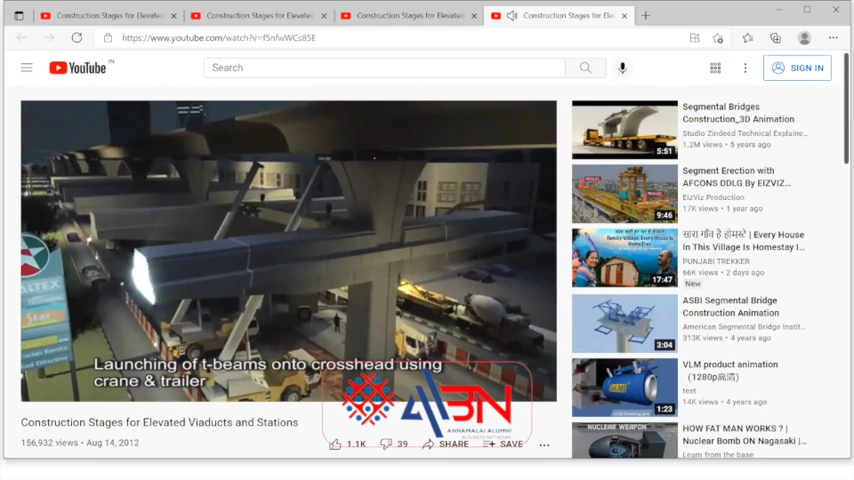 Construction Stages for Elevated
Construction Stages for Elevated
Construction Stages for Elevated
Construction Stages for Ele
https://www.youtube.com/watch?v=f5nfwWCs85E
YouTube IN
Search
SIGN IN
Launching of t-beams onto crosshead using
crane & trailer
ABN
ANNAMALAI ALUMNI
BUSINESS NETWORK
Construction Stages for Elevated Viaducts and Stations
156,932 views • Aug 14, 2012
1.1K
39
SHARE
SAVE
5:51
Segmental Bridges
Construction_3D Animation
Studio Zindeed Technical Explaine...
1.2M views • 5 years ago
9:46
Segment Erection with
AFCONS DDLG By EIZVIZ...
EizViz Production
17K views • 1 year ago
17:47
सारा गाँव है होमस्टे | Every House
In This Village Is Homestay I...
PUNJABI TREKKER
66K views • 2 days ago
New
3:04
ASBI Segmental Bridge
Construction Animation
American Segmental Bridge Instit...
313K views • 4 years ago
1:23
VLM product animation
（1280p高清）
test
14K views • 4 years ago
NUCLEAR WEAPON
HOW FAT MAN WORKS ? |
Nuclear Bomb ON Nagasaki |...
Learn from the base